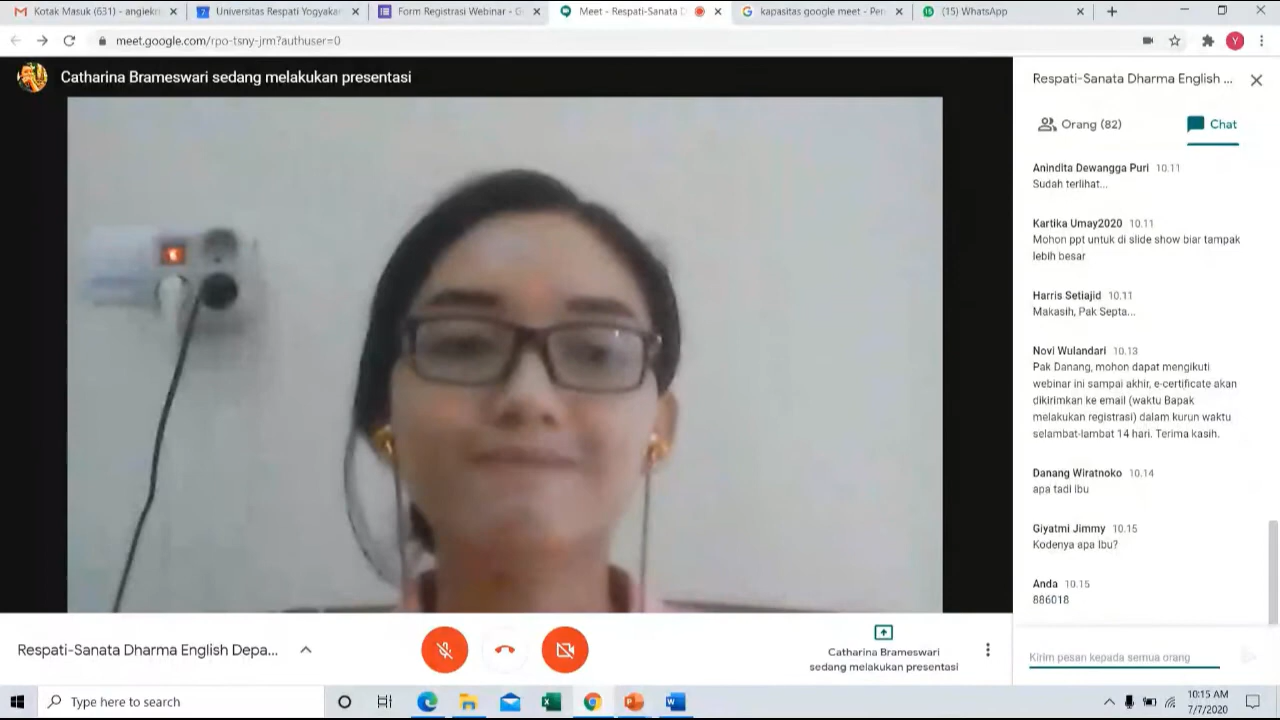 Kotak Masuk (631) - angiekr
Universitas Respati Yogyakar
Form Registrasi Webinar - G
Meet - Respati-Sanata D
kapasitas google meet - Pen
(15) WhatsApp
meet.google.com/rpo-tsny-jrm?authuser=0
Y
Catharina Brameswari sedang melakukan presentasi
Respati-Sanata Dharma English ...
Orang (82)
Chat
Anindita Dewangga Puri 10.11
Sudah terlihat...
Kartika Umay2020 10.11
Mohon ppt untuk di slide show biar tampak
lebih besar
Harris Setiajid 10.11
Makasih, Pak Septa...
Novi Wulandari 10.13
Pak Danang, mohon dapat mengikuti
webinar ini sampai akhir, e-certificate akan
dikirimkan ke email (waktu Bapak
melakukan registrasi) dalam kurun waktu
selambat-lambat 14 hari. Terima kasih.
Danang Wiratnoko 10.14
apa tadi Ibu
Giyatmi Jimmy 10.15
Kodenya apa Ibu?
Anda 10.15
886018
Kirim pesan kepada semua orang
Respati-Sanata Dharma English Depa...
Catharina Brameswari
sedang melakukan presentasi
Type here to search
10:15 AM
7/7/2020